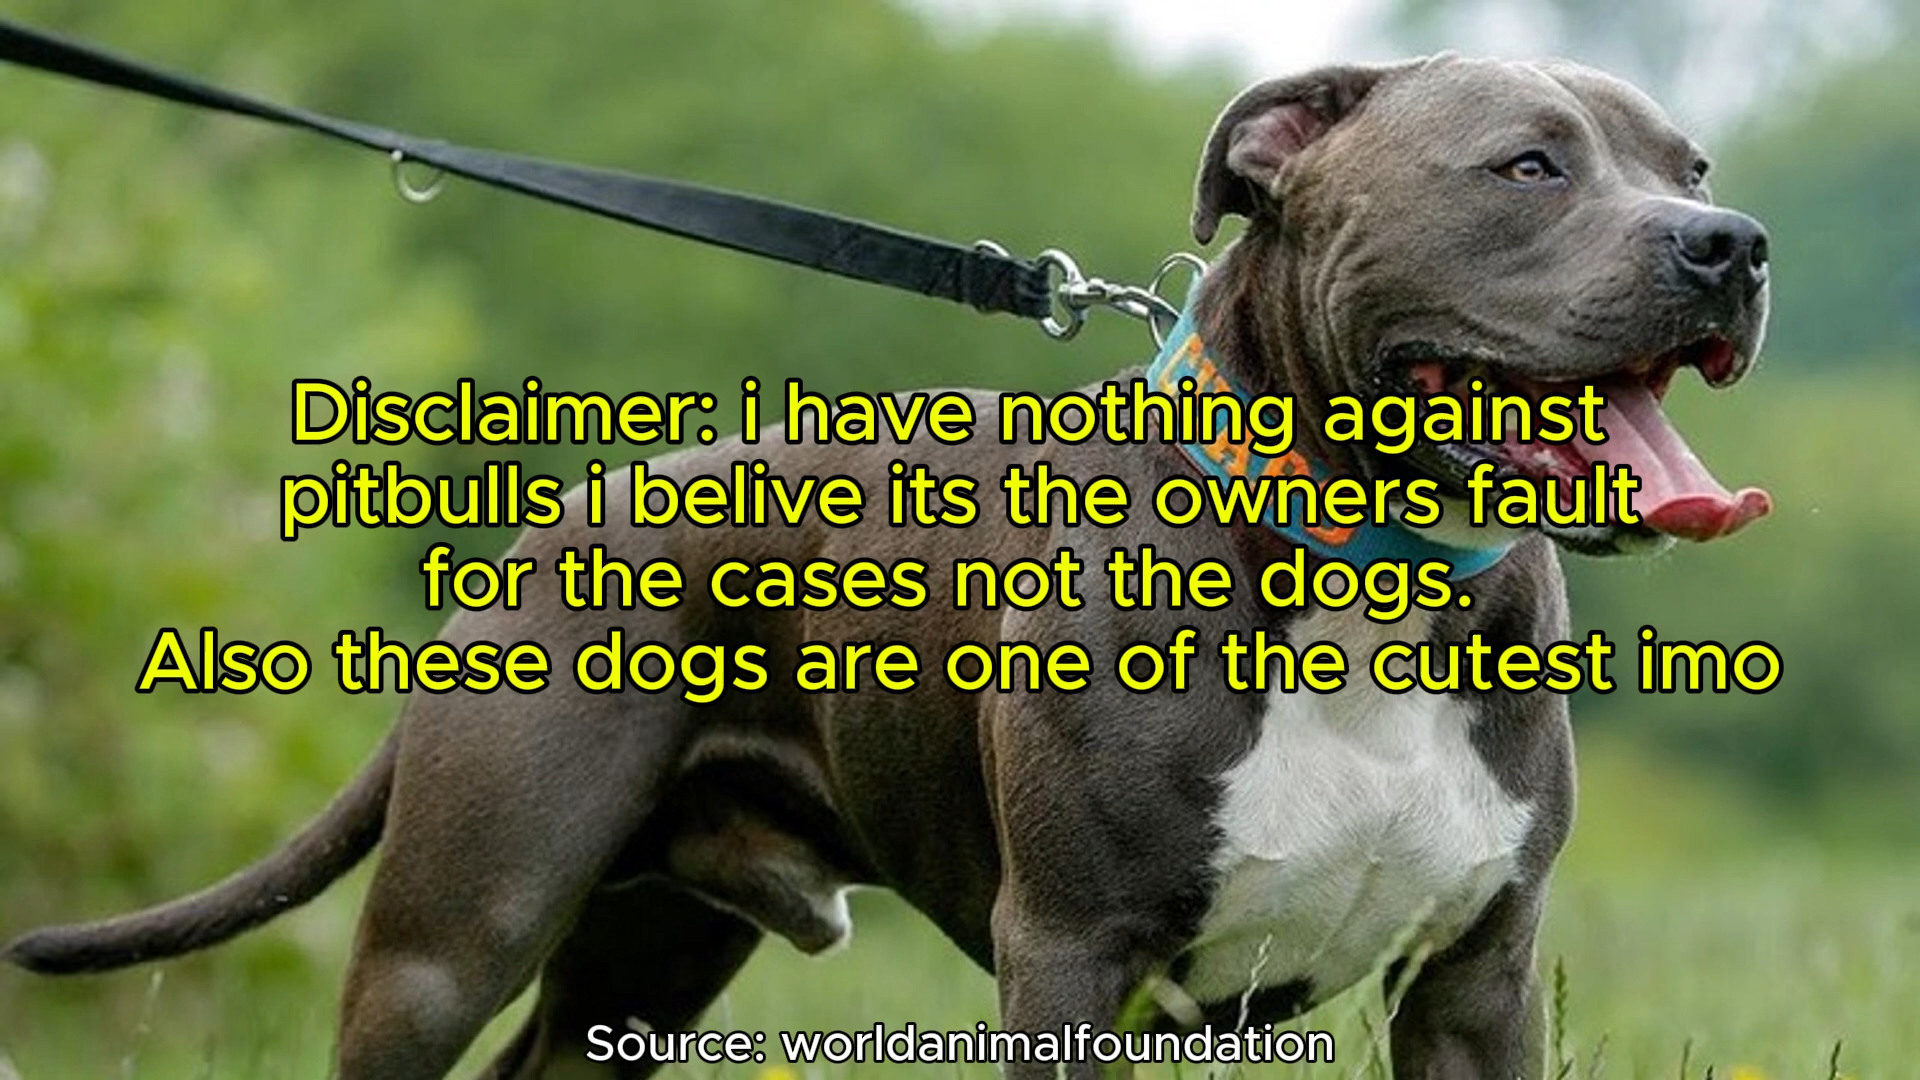 Disclaimer: i have nothing against
pitbulls i belive its the owners fault
for the cases not the dogs.
Also these dogs are one of the cutest imo
Source: worldanimalfoundation